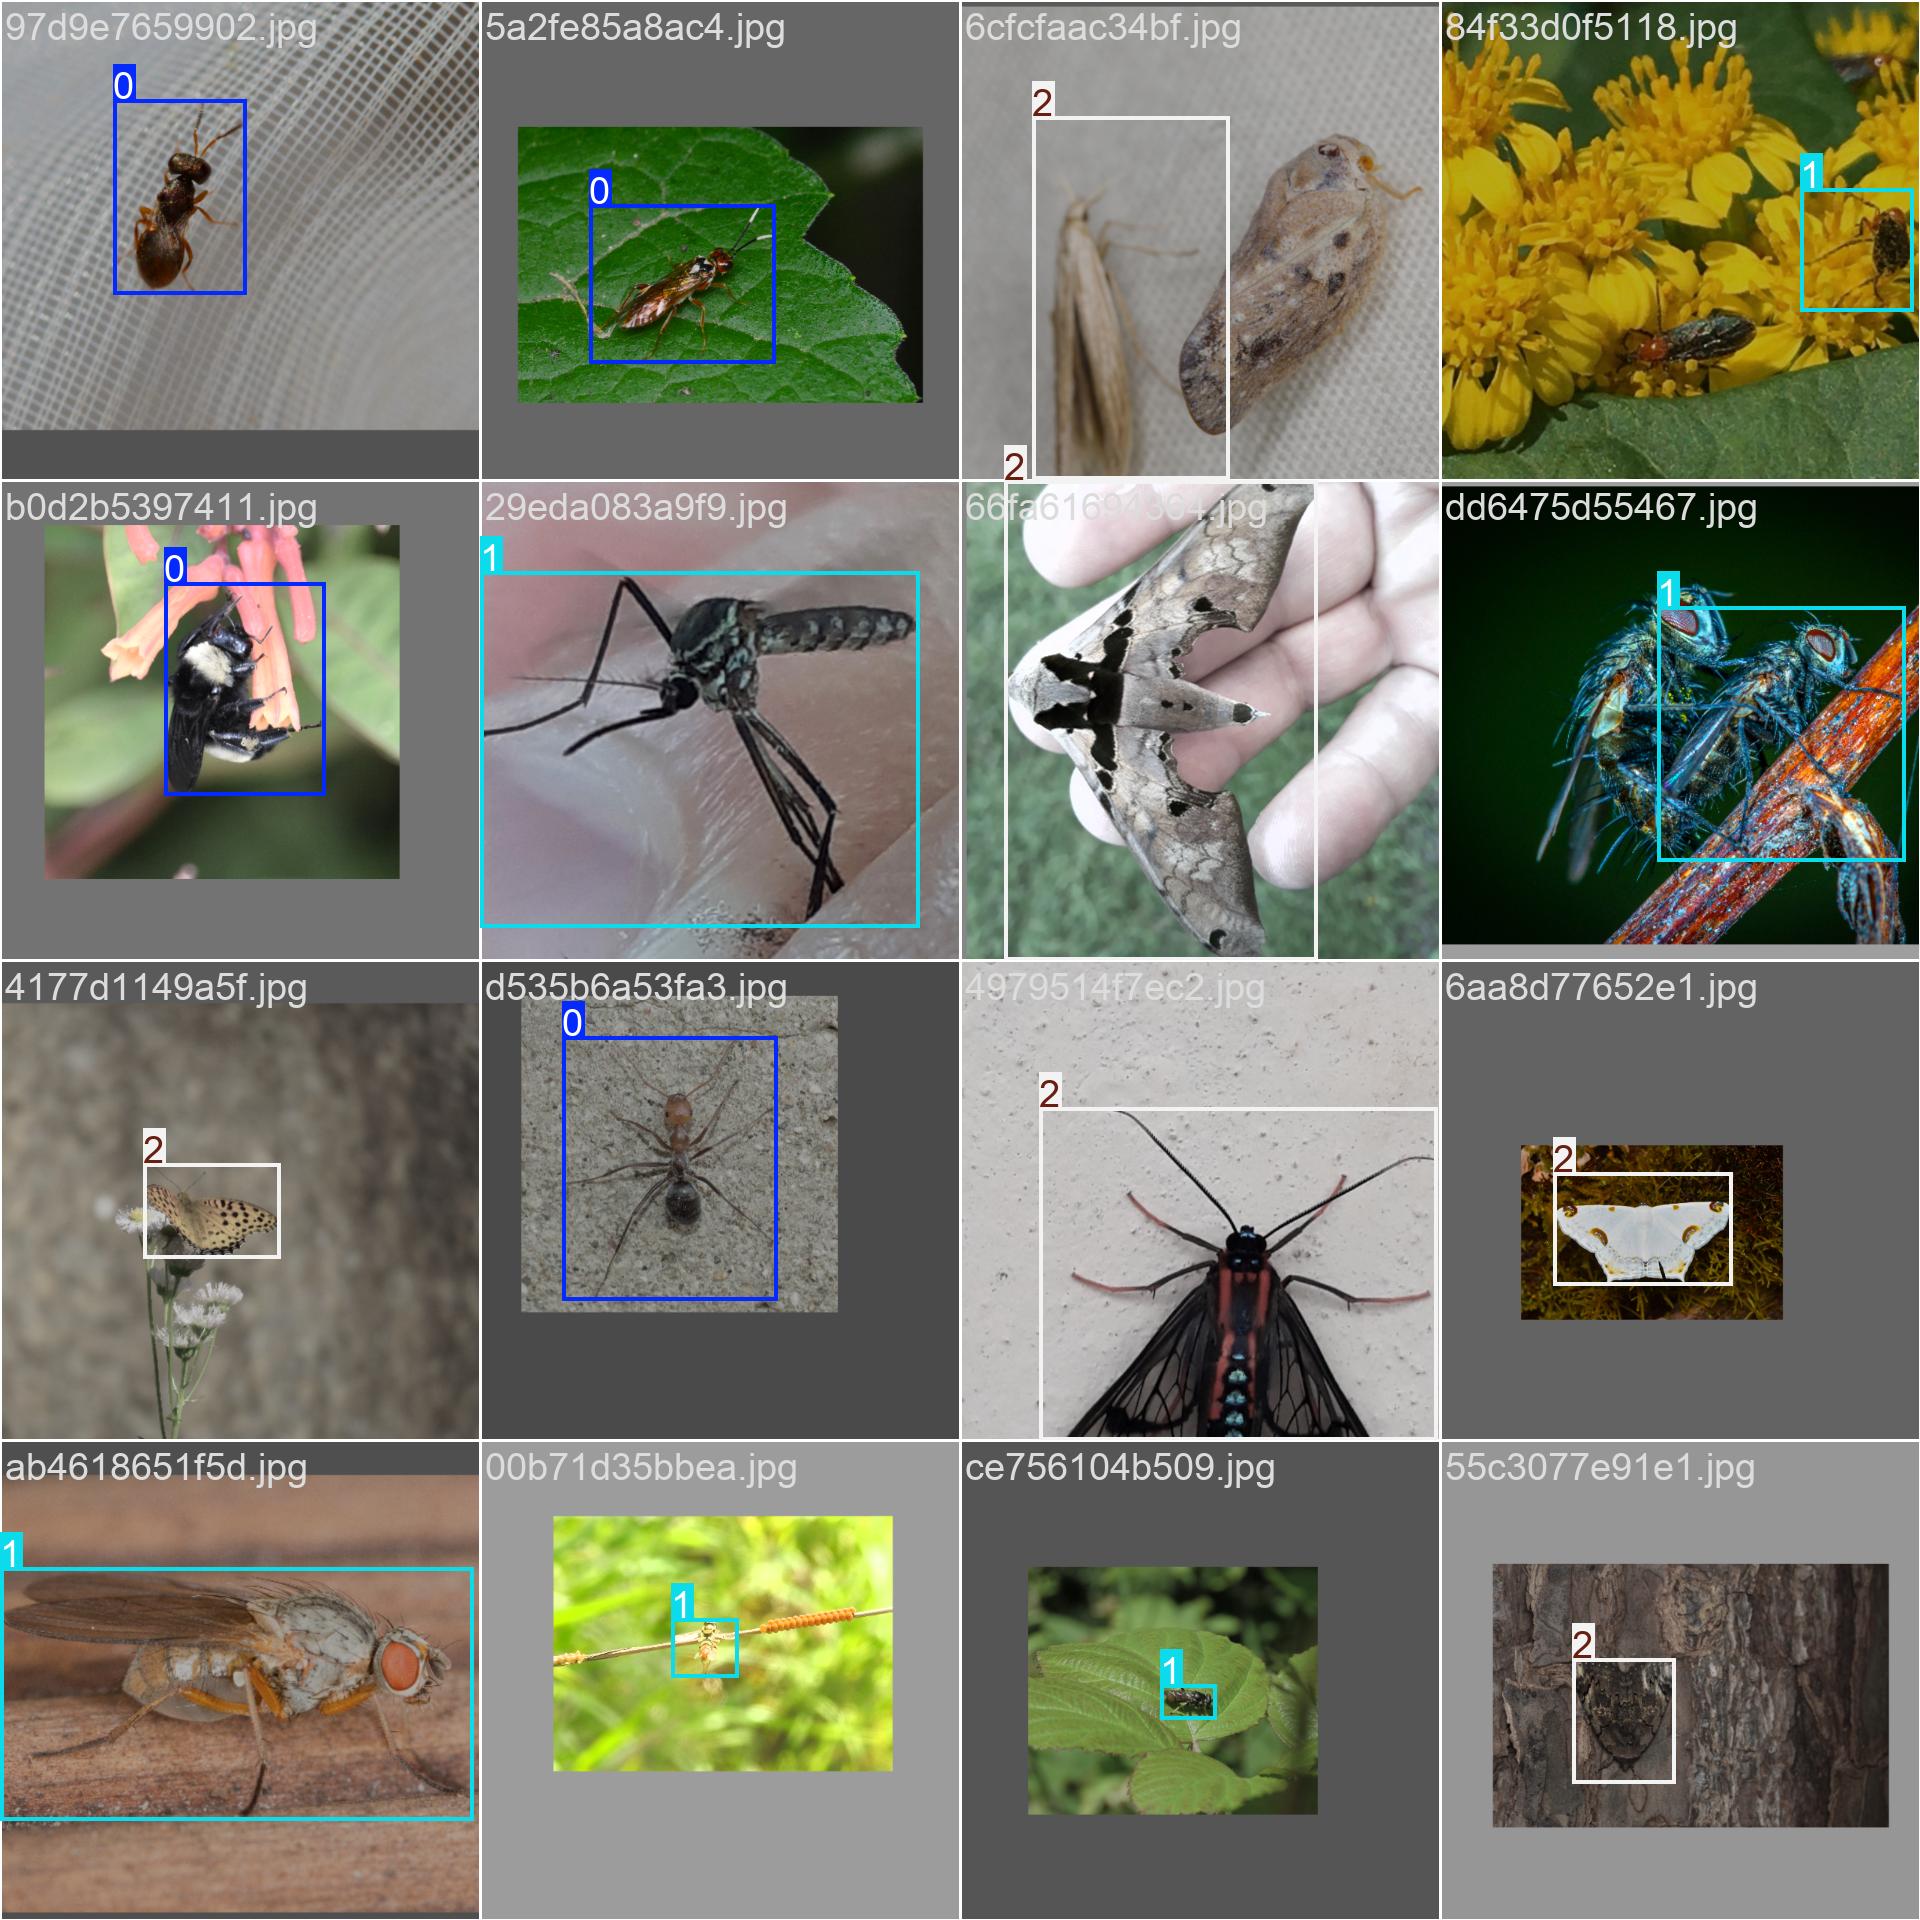 97d9e7659902.jpg
5a2fe85a8ac4.jpg
6cfcfaac34bf.jpg
84f33d0f5118.jpg
0
0
2
1
2
b0d2b5397411.jpg
29eda083a9f9.jpg
66fa61694364.jpg
dd6475d55467.jpg
0
1
1
4177d1149a5f.jpg
d535b6a53fa3.jpg
4979514f7ec2.jpg
6aa8d77652e1.jpg
2
0
2
2
ab4618651f5d.jpg
00b71d35bbea.jpg
ce756104b509.jpg
55c3077e91e1.jpg
1
1
1
2